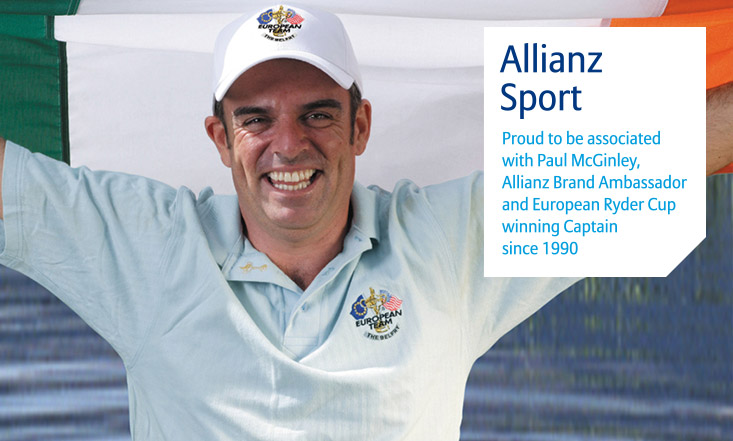 EUROPEAN
TEAM
THE BELFRY
Allianz
Sport
Proud to be associated
with Paul McGinley,
Allianz Brand Ambassador
and European Ryder Cup
winning Captain
since 1990
EUROPEAN
TEAM
THE BELFRY